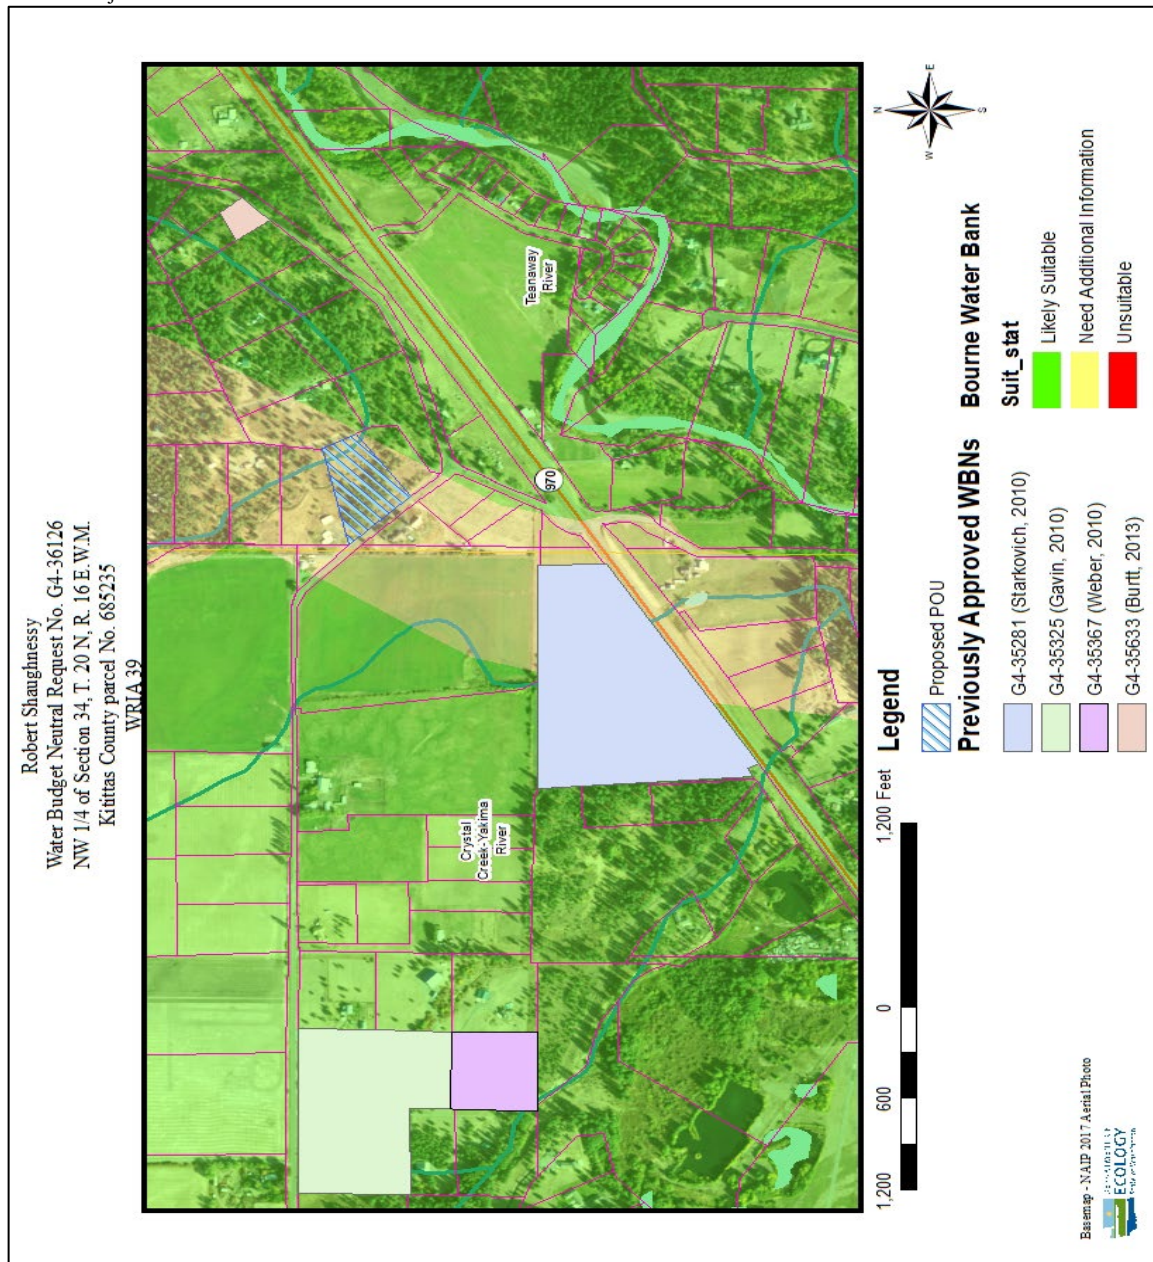 Robert Shaughnessy
Water Budget Neutral Request No. G4-36126
NW 1/4 of Section 34, T. 20 N, R. 16 E.W.M.
Kitittas County parcel No. 685235
WRIA 39
Teanaway
River
970
Crystal
Creek-Yakima
River
N
E
S
W
1,200
600
0
1,200 Feet
Legend
Proposed POU
Previously Approved WBNs
G4-35281 (Starkovich, 2010)
G4-35325 (Gavin, 2010)
G4-35367 (Weber, 2010)
G4-35633 (Burtt, 2013)
Bourne Water Bank
Suit_stat
Likely Suitable
Need Additional Information
Unsuitable
Basemap - NAIP 2017 Aerial Photo
ECOLOGY